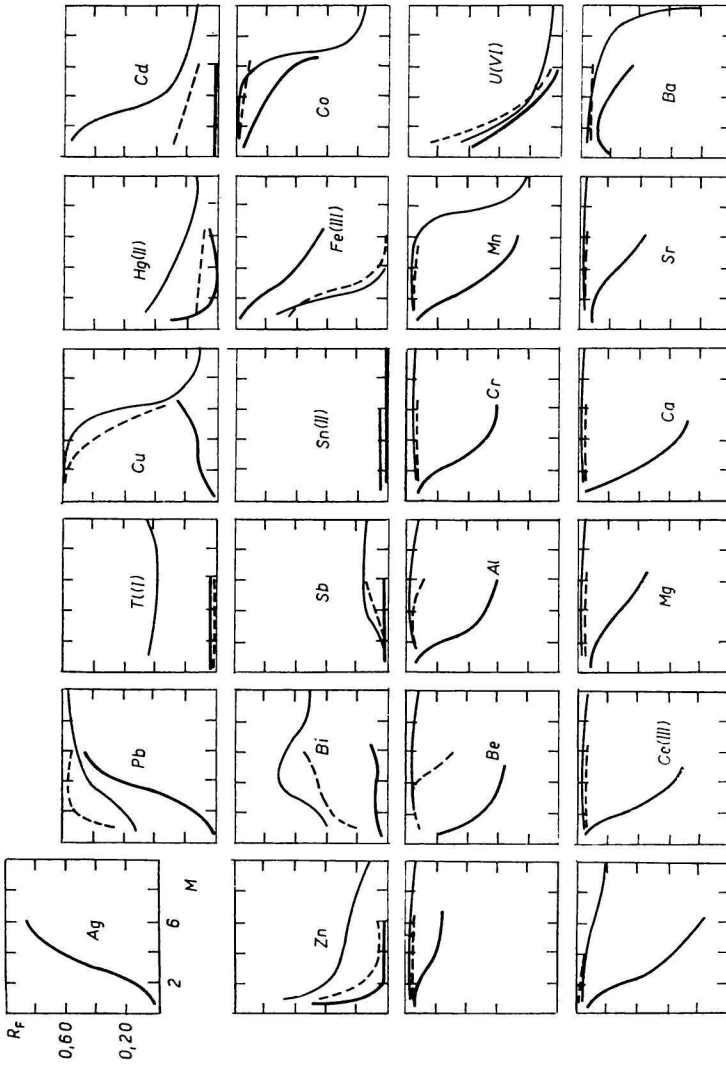 R_F
0,60
0,20
Ag
2
6
M
Pb
Tl(I)
Cu
Hg(II)
Cd
Zn
Bi
Sb
Sn(II)
Fe(III)
Co
Be
Al
Cr
Mn
U(VI)
Ce(III)
Mg
Ca
Sr
Ba